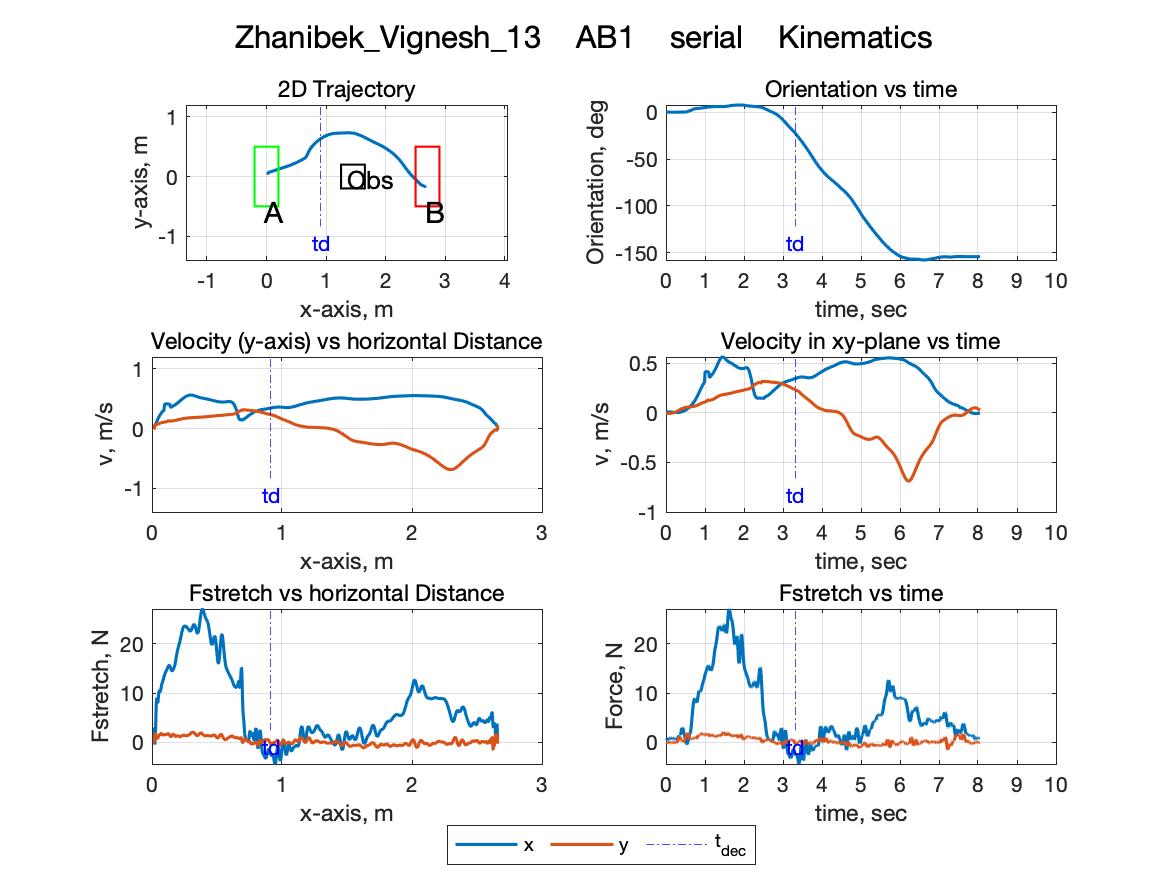 Zhanibek_Vignesh_13 AB1 serial Kinematics
2D Trajectory
y-axis, m
1
0
-1
Obs
A
B
td
-1 0 1 2 3 4
x-axis, m
Orientation vs time
Orientation, deg
0
-50
-100
-150
td
0 1 2 3 4 5 6 7 8 9 10
time, sec
Velocity (y-axis) vs horizontal Distance
v, m/s
1
0
-1
td
0 1 2 3
x-axis, m
Velocity in xy-plane vs time
v, m/s
0.5
0
-0.5
-1
td
0 1 2 3 4 5 6 7 8 9 10
time, sec
Fstretch vs horizontal Distance
Fstretch, N
20
10
0
td
0 1 2 3
x-axis, m
Fstretch vs time
Force, N
20
10
0
td
0 1 2 3 4 5 6 7 8 9 10
time, sec
x y tdec